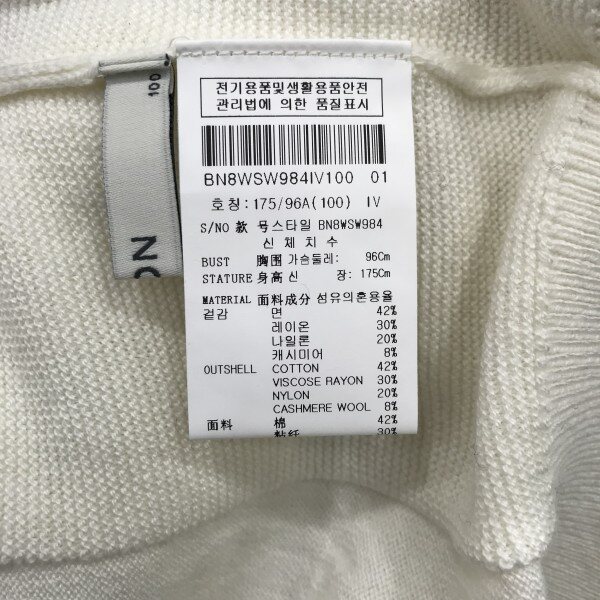 전기용품및생활용품안전
관리법에 의한 품질표시
BN8WSW984IV100 01
호칭:175/96A(100) IV
S/NO 款 号스타일 BN8WSW984
신 체 치 수
BUST 胸围 가슴둘레: 96Cm
STATURE 身高 신 장: 175Cm
MATERIAL 面料成分 섬유의혼용율
겉감 면 42%
레이온 30%
나일론 20%
캐시미어 8%
OUTSHELL COTTON 42%
VISCOSE RAYON 30%
NYLON 20%
CASHMERE WOOL 8%
面料 棉 42%
粘纤 30%
100
ON